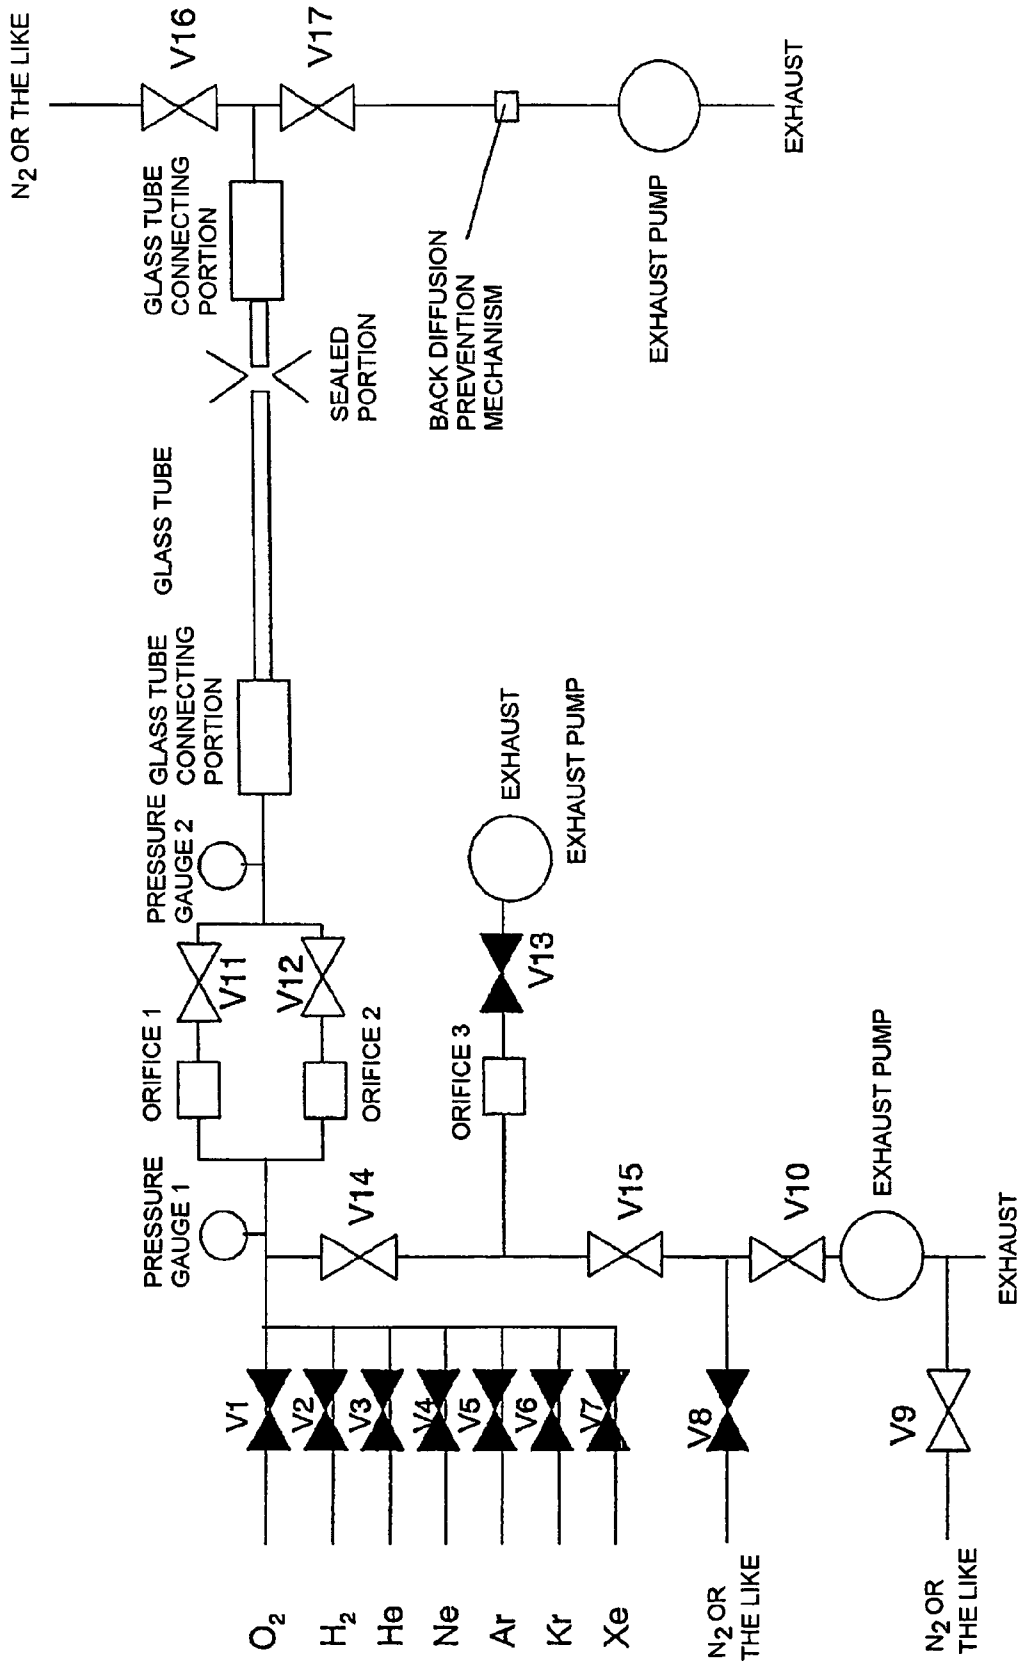 O2
H2
He
Ne
Ar
Kr
Xe
N2 OR
THE LIKE
N2 OR
THE LIKE
V1
V2
V3
V4
V5
V6
V7
V8
V9
PRESSURE
GAUGE 1
V14
V15
V10
EXHAUST PUMP
EXHAUST
ORIFICE 1
ORIFICE 2
ORIFICE 3
V11
V12
V13
EXHAUST
EXHAUST PUMP
PRESSURE
GAUGE 2
GLASS TUBE
CONNECTING
PORTION
GLASS TUBE
SEALED
PORTION
GLASS TUBE
CONNECTING
PORTION
BACK DIFFUSION
PREVENTION
MECHANISM
EXHAUST PUMP
N2 OR THE LIKE
V16
V17
EXHAUST